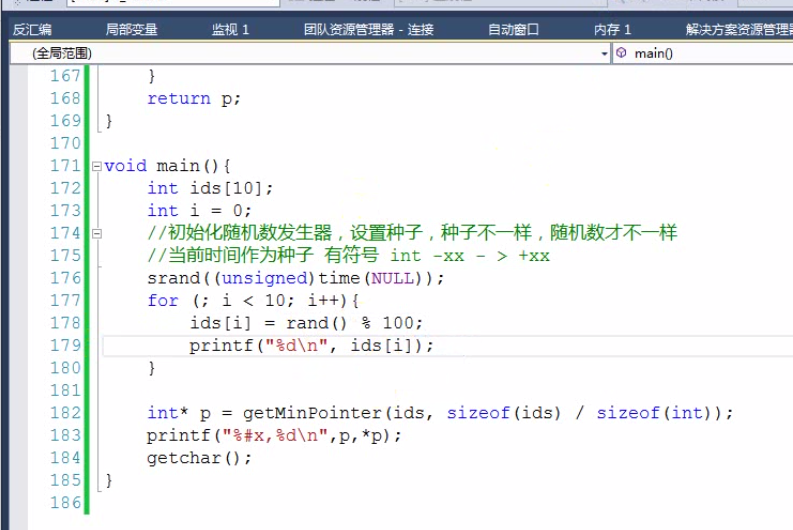 反汇编 局部变量 监视 1 团队资源管理器 - 连接 自动窗口 内存 1 解决方案资源管理器
(全局范围) main()
167 }
168 return p;
169 }
170
171 void main(){
172 int ids[10];
173 int i = 0;
174 //初始化随机数发生器，设置种子，种子不一样，随机数才不一样
175 //当前时间作为种子 有符号 int -xx - > +xx
176 srand((unsigned)time(NULL));
177 for (; i < 10; i++){
178 ids[i] = rand() % 100;
179 printf("%d\n", ids[i]);
180 }
181
182 int* p = getMinPointer(ids, sizeof(ids) / sizeof(int));
183 printf("%#x,%d\n",p,*p);
184 getchar();
185 }
186